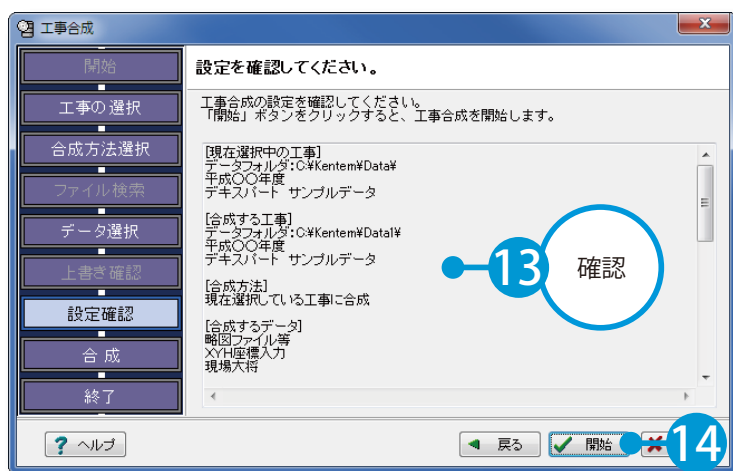 工事合成
開始
工事の選択
合成方法選択
ファイル検索
データ選択
上書き確認
設定確認
合 成
終了
設定を確認してください。
工事合成の設定を確認してください。
「開始」ボタンをクリックすると、工事合成を開始します。
[現在選択中の工事]
データフォルダ:C:¥Kentem¥Data¥
平成〇〇年度
デキスパート サンプルデータ
[合成する工事]
データフォルダ:C:¥Kentem¥Data1¥
平成〇〇年度
デキスパート サンプルデータ
[合成方法]
現在選択している工事に合成
[合成するデータ]
略図ファイル等
XYH座標入力
現場大将
13 確認
? ヘルプ
戻る
開始
14